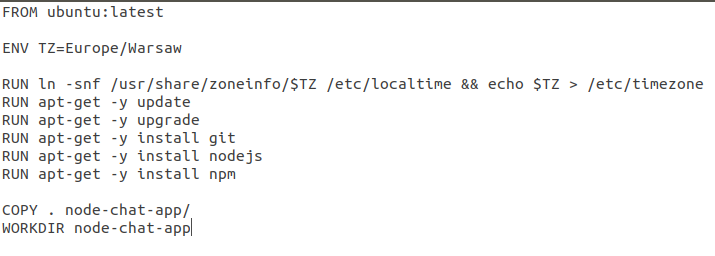 FROM ubuntu:latest
ENV TZ=Europe/Warsaw
RUN ln -snf /usr/share/zoneinfo/$TZ /etc/localtime && echo $TZ > /etc/timezone
RUN apt-get -y update
RUN apt-get -y upgrade
RUN apt-get -y install git
RUN apt-get -y install nodejs
RUN apt-get -y install npm
COPY . node-chat-app/
WORKDIR node-chat-app